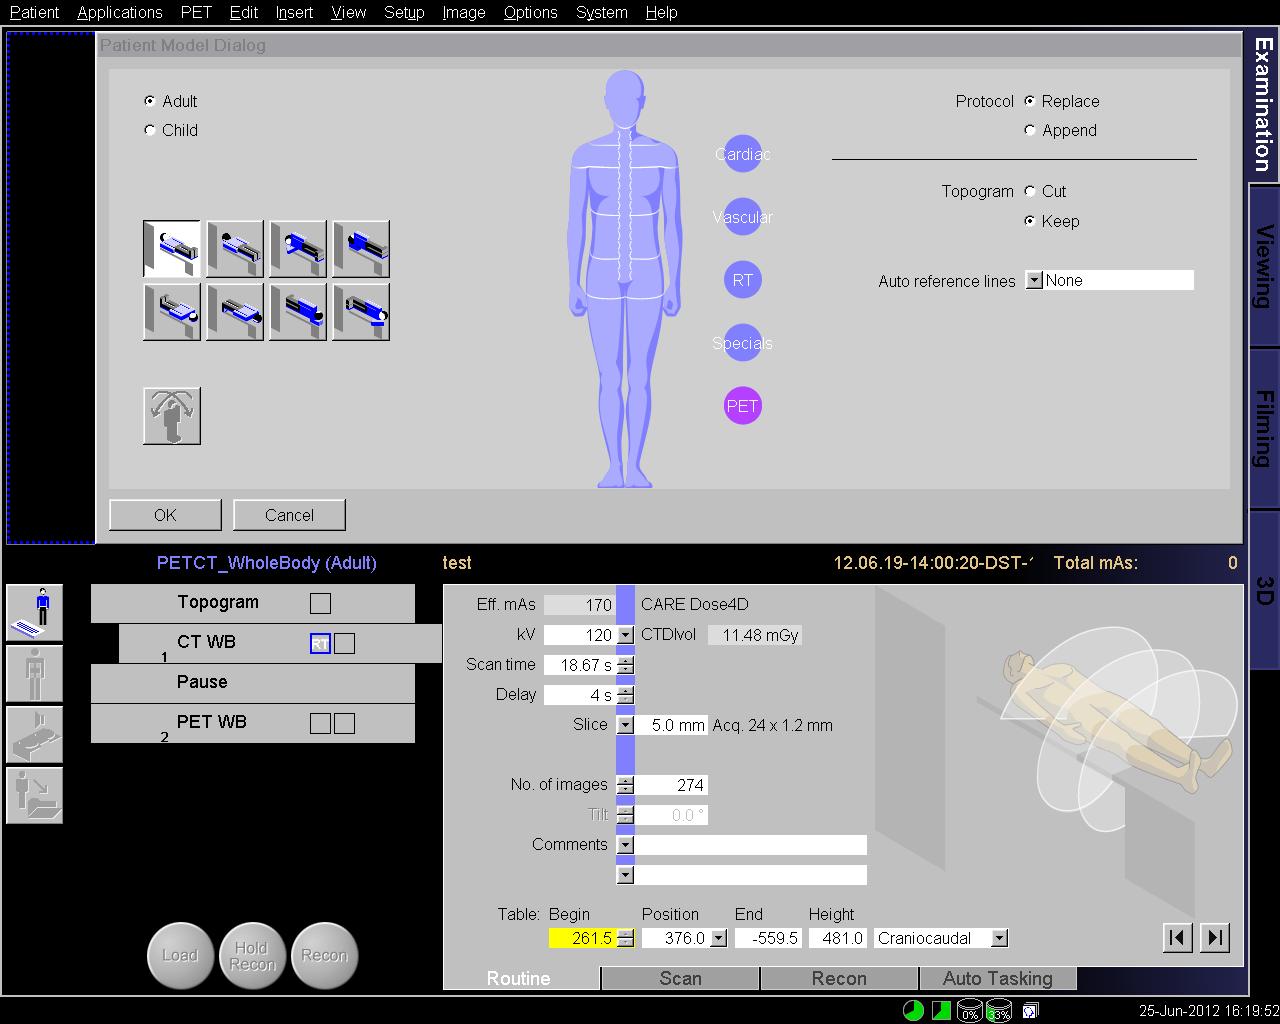 Patient Applications PET Edit Insert View Setup Image Options System Help
Patient Model Dialog
Adult
Child
Cardiac
Vascular
RT
Specials
PET
Protocol Replace
Append
Topogram Cut
Keep
Auto reference lines None
OK Cancel
Examination
Viewing
Filming
3D
PETCT_WholeBody (Adult) test 12.06.19-14:00:20-DST- Total mAs: 0
Topogram
CT WB RT
1
Pause
PET WB
2
Load
Hold Recon
Recon
Eff. mAs 170 CARE Dose4D
kV 120 CTDIvol 11.48 mGy
Scan time 18.67 s
Delay 4 s
Slice 5.0 mm Acq. 24 x 1.2 mm
No. of images 274
Tilt 0.0 °
Comments
Table: Begin Position End Height
261.5 376.0 -559.5 481.0 Craniocaudal
Routine Scan Recon Auto Tasking
0% 33% 25-Jun-2012 16:19:52